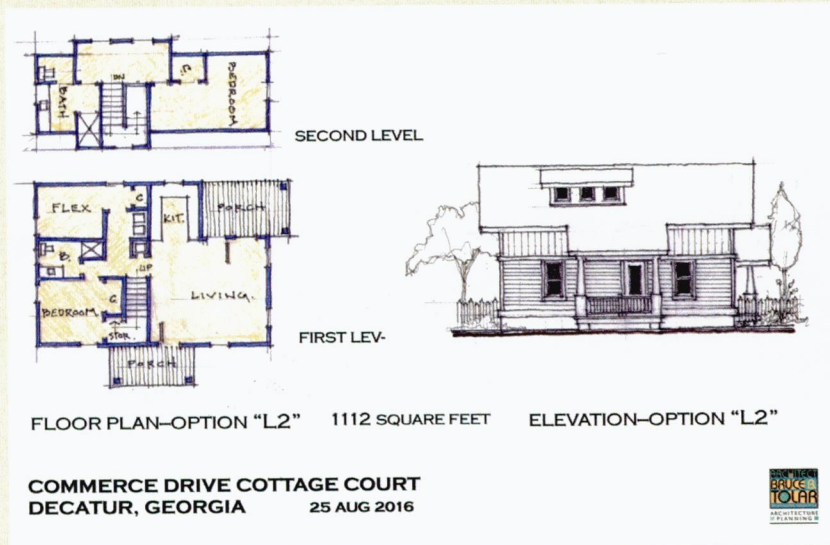 DN
C.
BATH
BEDROOM
SECOND LEVEL
FLEX
C
KIT.
PORCH
B.
UP
LIVING.
BEDROOM
C
STOR.
PORCH
FIRST LEV-
FLOOR PLAN–OPTION “L2”
1112 SQUARE FEET
ELEVATION–OPTION “L2”
COMMERCE DRIVE COTTAGE COURT
DECATUR, GEORGIA
25 AUG 2016
ARCHITECT
BRUCE B.
TOLAR
ARCHITECTURE
PLANNING